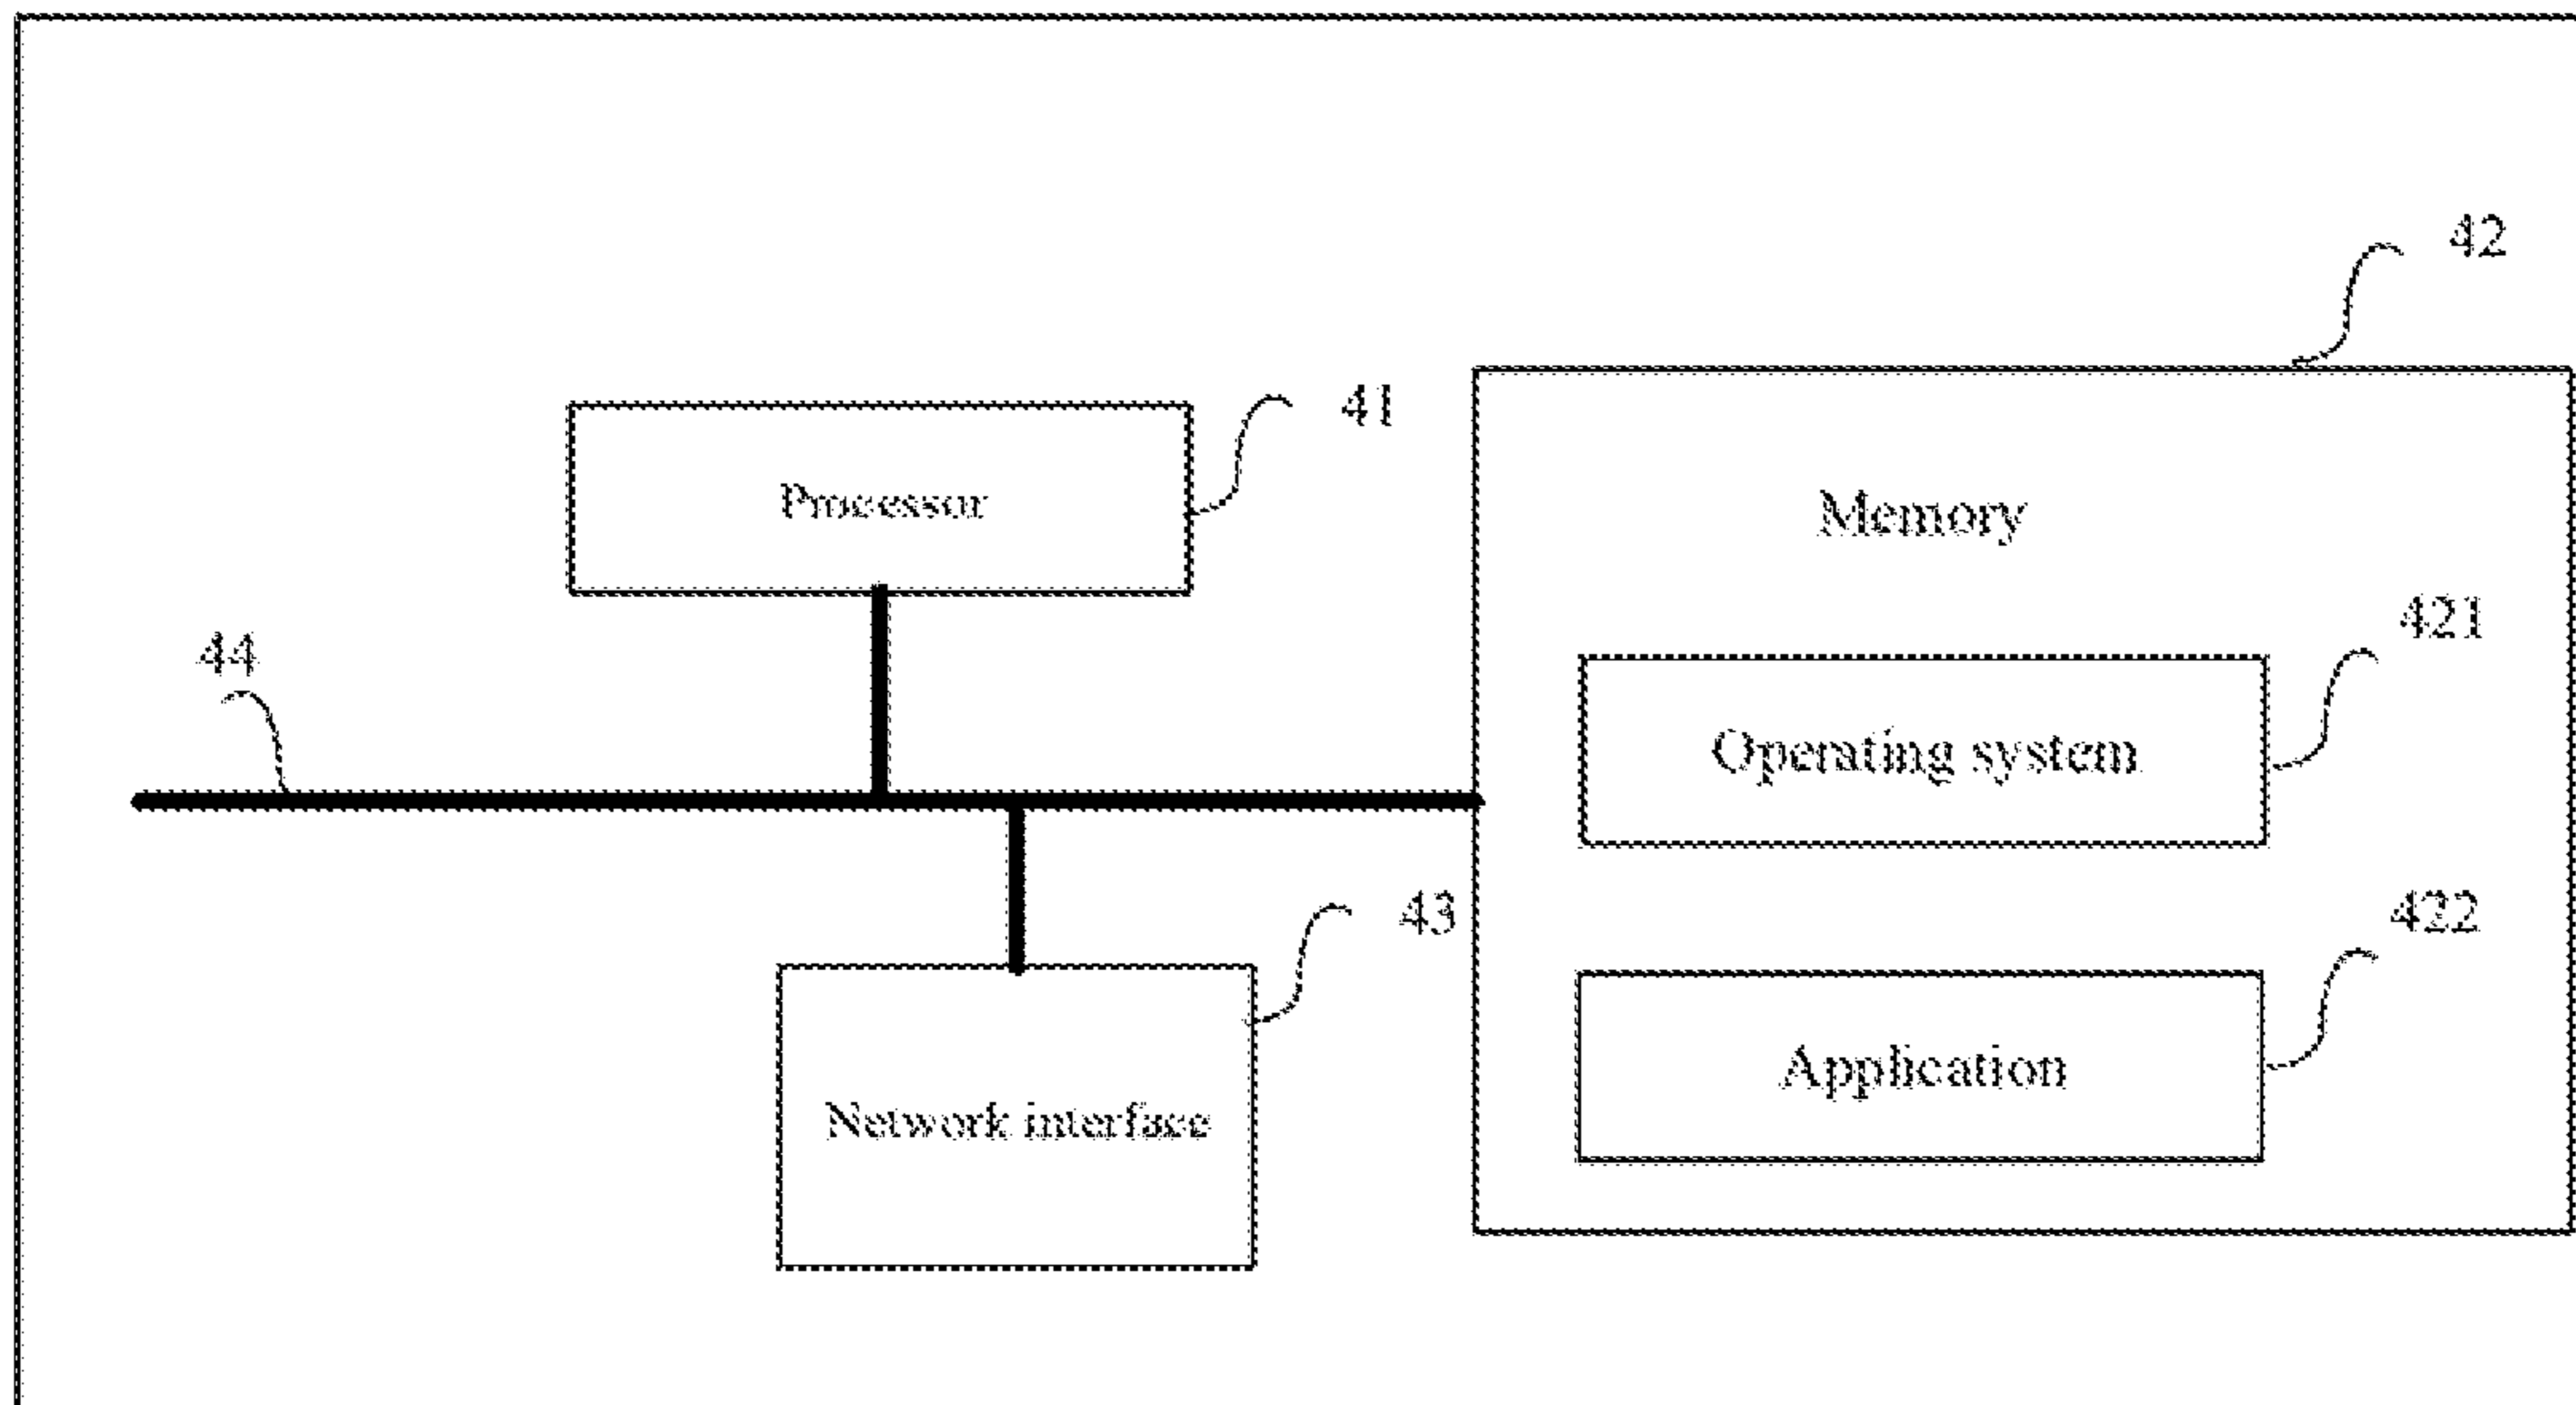 42
41
Processor
Memory
421
44
Operating system
43
422
Application
Network interface